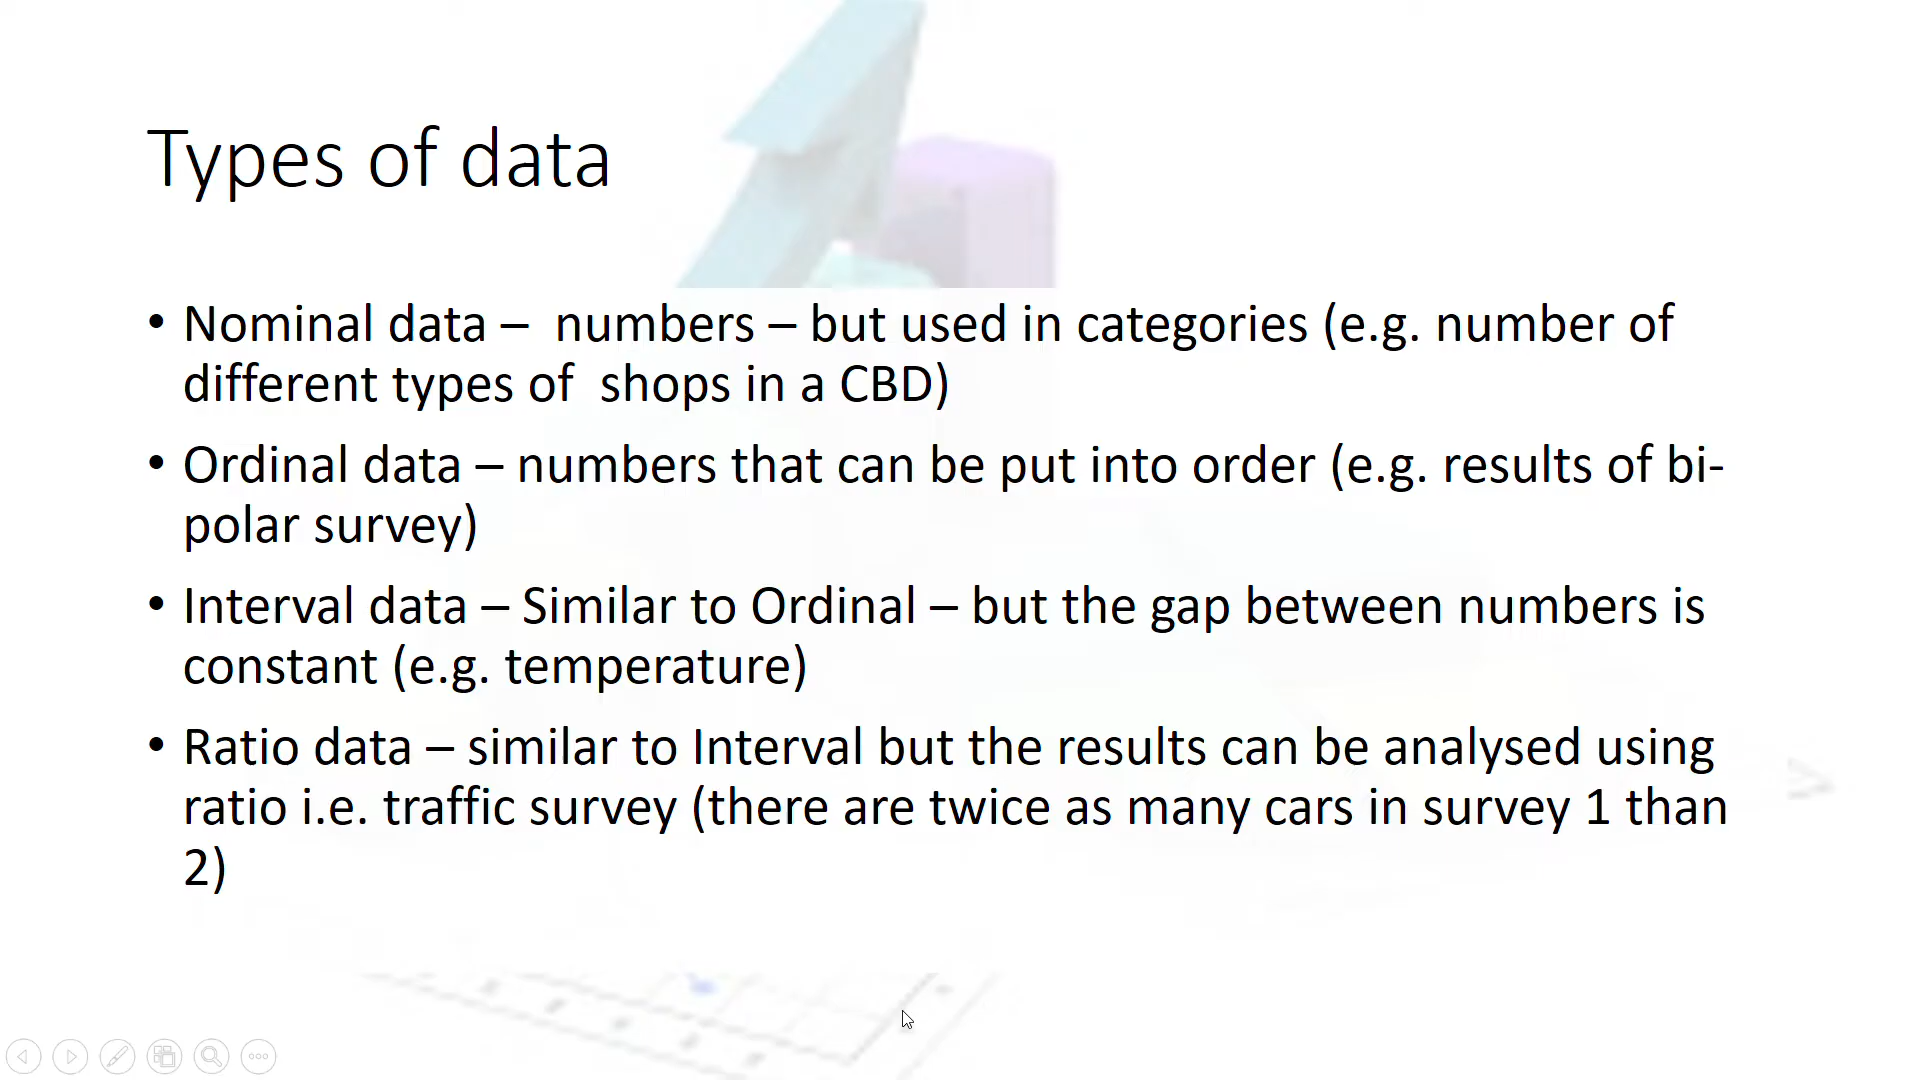 Types of data
• Nominal data –  numbers – but used in categories (e.g. number of
different types of  shops in a CBD)
• Ordinal data – numbers that can be put into order (e.g. results of bi-
polar survey)
• Interval data – Similar to Ordinal – but the gap between numbers is
constant (e.g. temperature)
• Ratio data – similar to Interval but the results can be analysed using
ratio i.e. traffic survey (there are twice as many cars in survey 1 than
2)